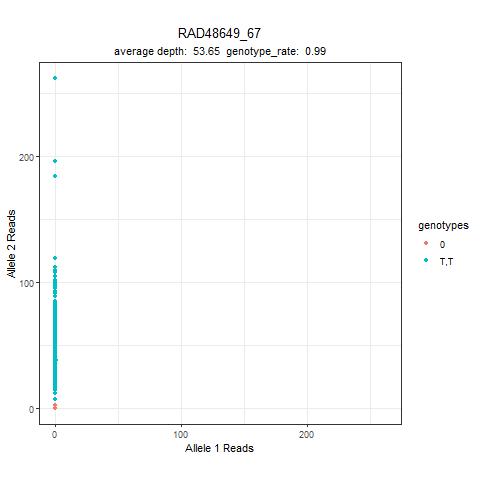 RAD48649_67
average depth:  53.65  genotype_rate:  0.99
Allele 2 Reads
200
100
0
0
100
200
Allele 1 Reads
genotypes
0
T,T